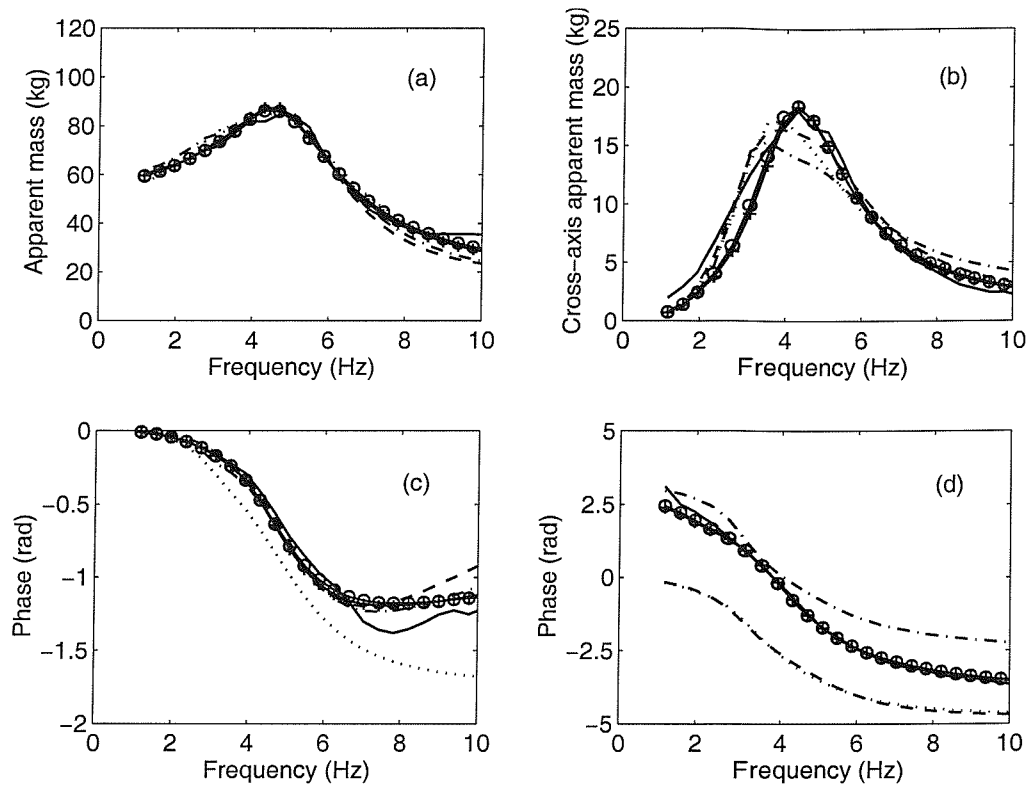 120
100
80
60
40
20
0
Apparent mass (kg)
(a)
0 2 4 6 8 10
Frequency (Hz)
25
20
15
10
5
0
Cross-axis apparent mass (kg)
(b)
0 2 4 6 8 10
Frequency (Hz)
0
-0.5
-1
-1.5
-2
Phase (rad)
(c)
0 2 4 6 8 10
Frequency (Hz)
5
2.5
0
-2.5
-5
Phase (rad)
(d)
0 2 4 6 8 10
Frequency (Hz)